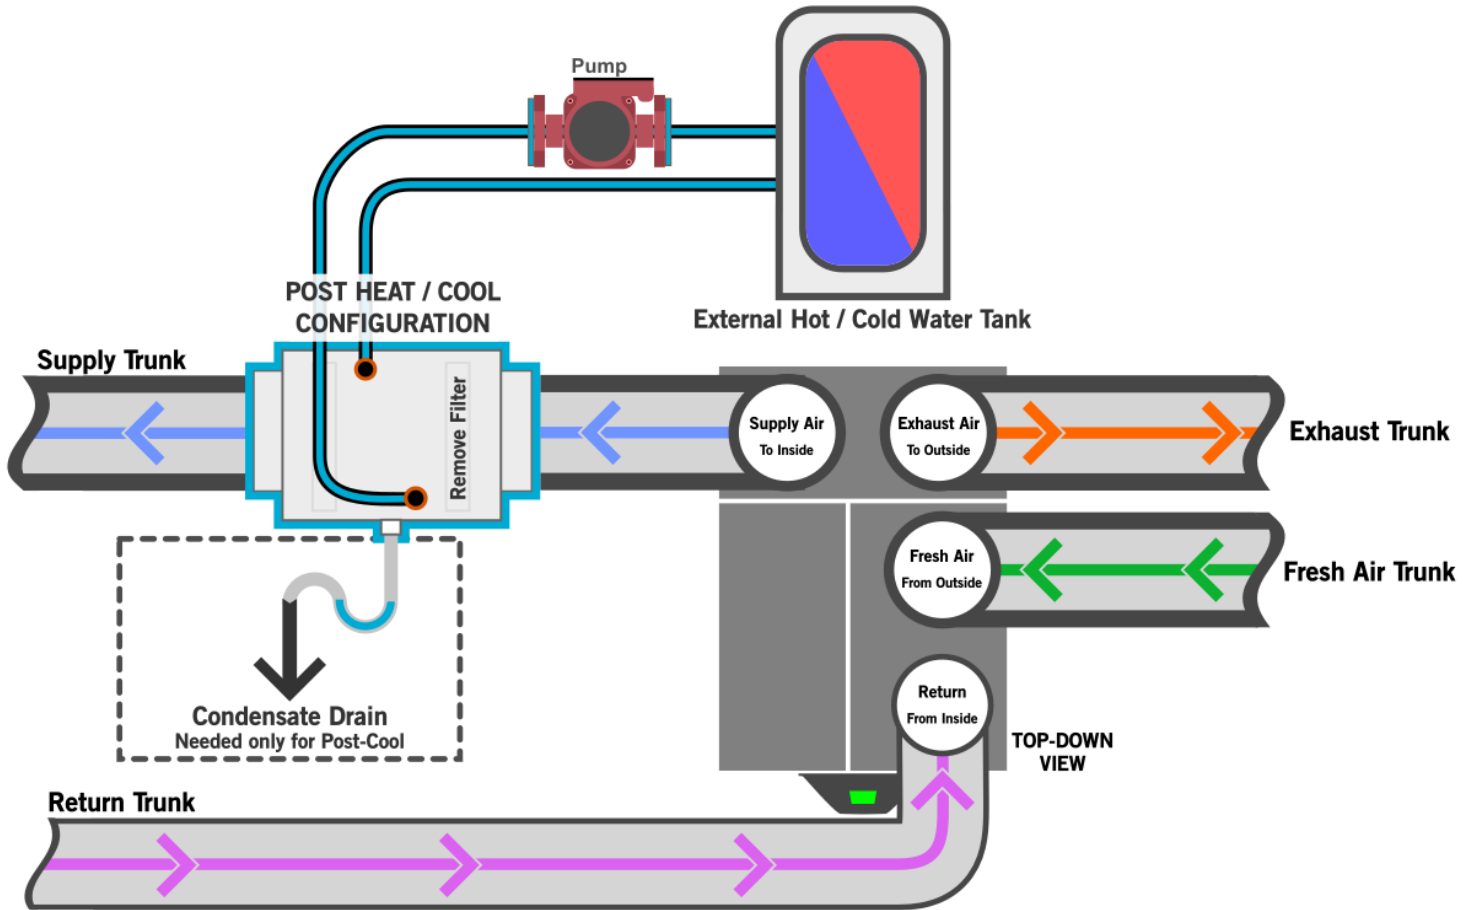 Pump
POST HEAT / COOL
CONFIGURATION
External Hot / Cold Water Tank
Supply Trunk
Remove Filter
Supply Air
To Inside
Exhaust Air
To Outside
Exhaust Trunk
Fresh Air
From Outside
Fresh Air Trunk
Return
From Inside
Condensate Drain
Needed only for Post-Cool
TOP-DOWN
VIEW
Return Trunk